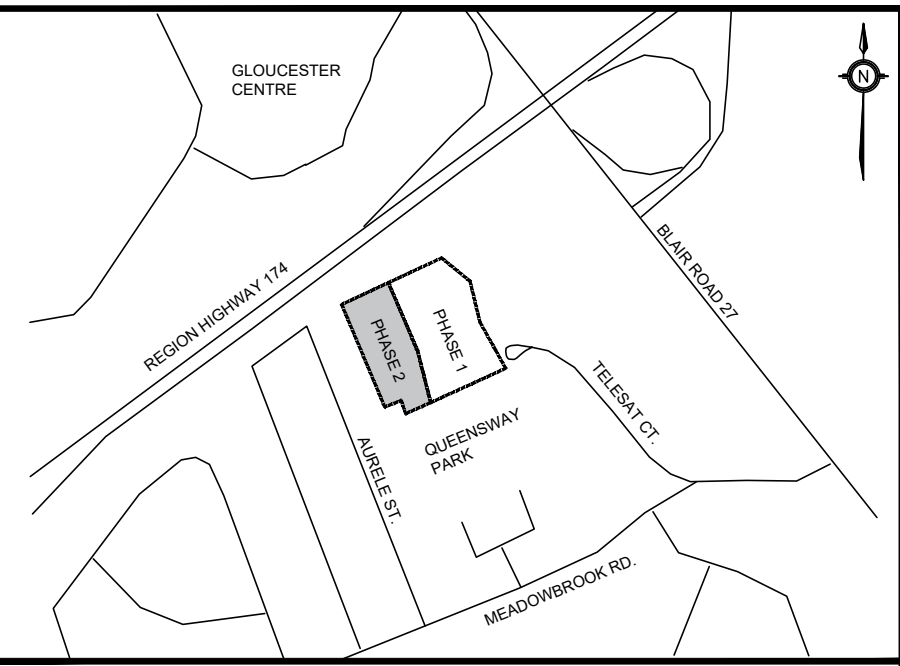 GLOUCESTER
CENTRE
N
BLAIR ROAD 27
REGION HIGHWAY 174
PHASE 1
PHASE 2
TELESAT CT.
QUEENSWAY
PARK
AURELE ST.
MEADOWBROOK RD.